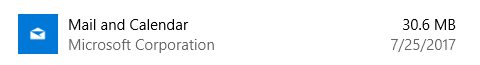 Mail and Calendar 30.6 MB
Microsoft Corporation 7/25/2017